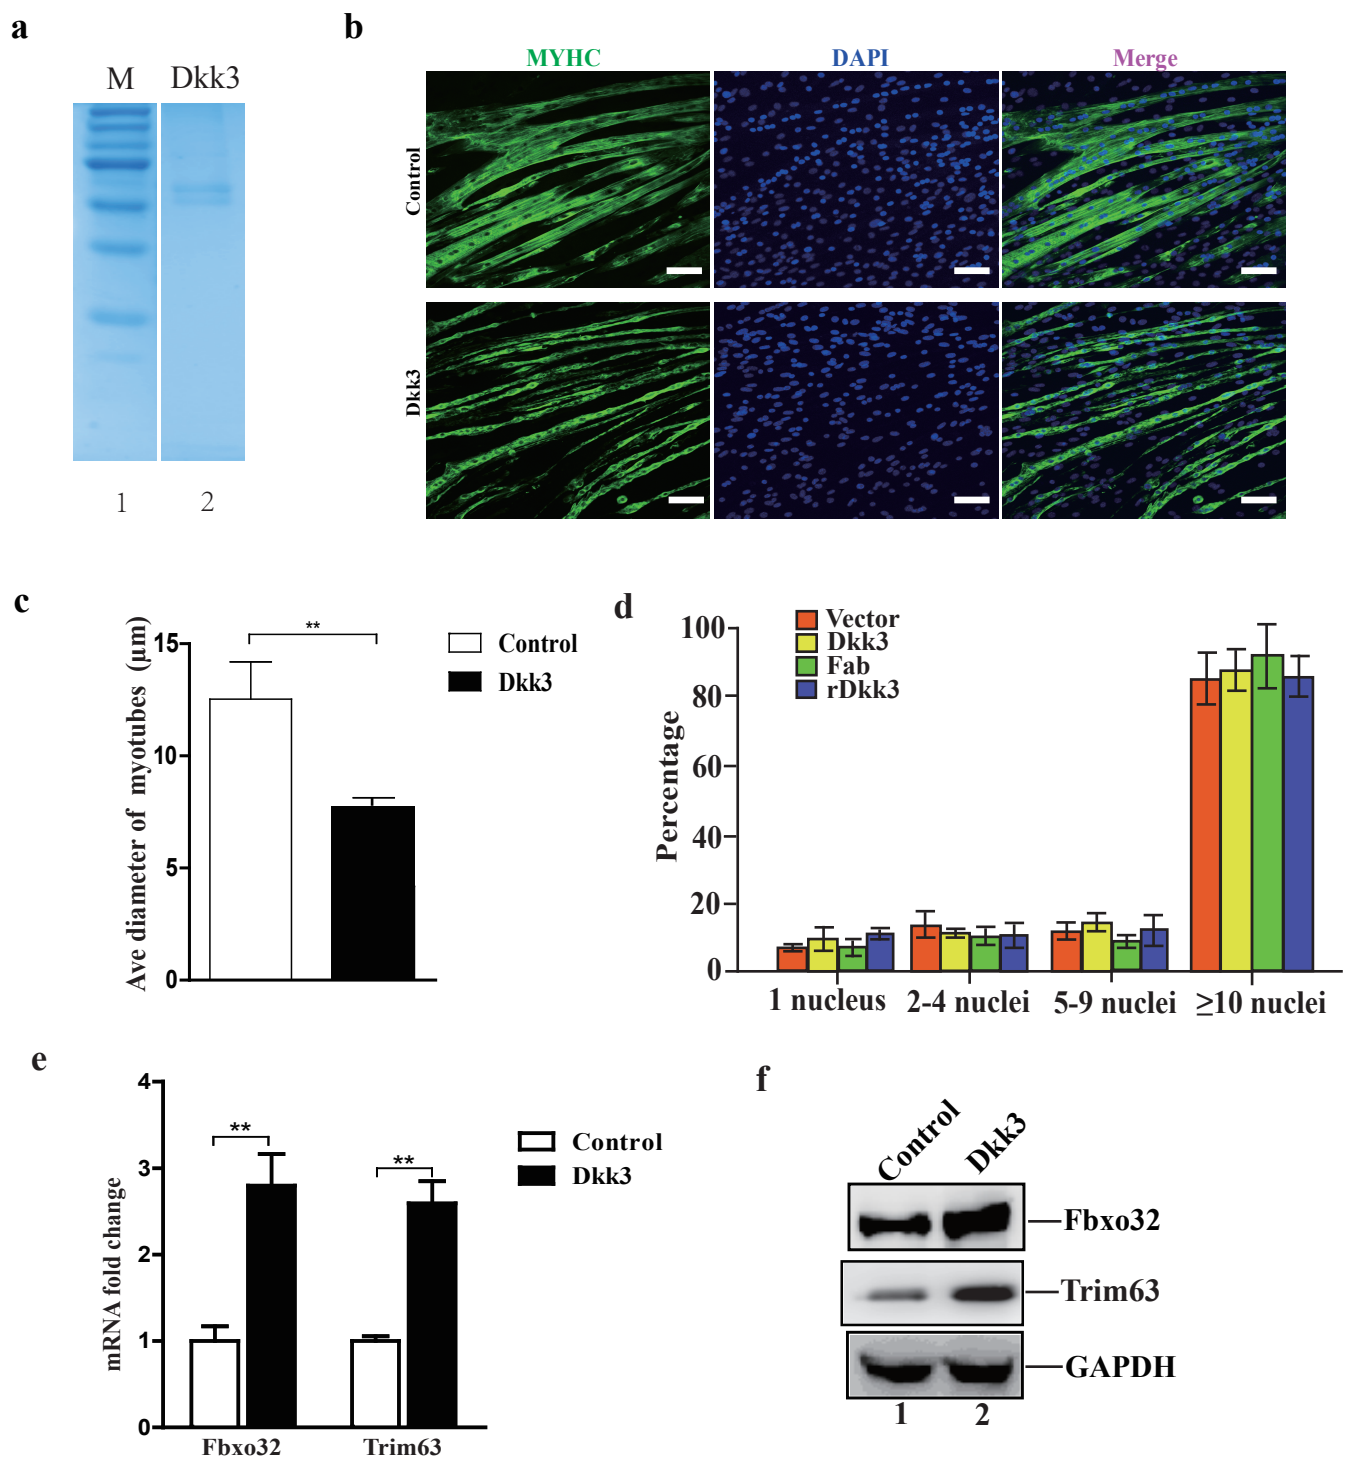 a
M Dkk3
1 2
b
MYHC DAPI Merge
Control
Dkk3
c
Ave diameter of myotubes (μm)
15
10
5
0
**
Control
Dkk3
d
Percentage
100
80
60
40
20
0
Vector
Dkk3
Fab
rDkk3
1 nucleus 2-4 nuclei 5-9 nuclei ≥10 nuclei
e
mRNA fold change
4
3
2
1
0
** **
Control
Dkk3
Fbxo32 Trim63
f
Control Dkk3
Fbxo32
Trim63
GAPDH
1 2